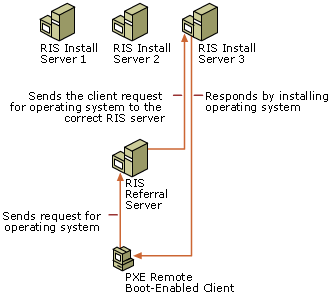 RIS Install
Server 1
RIS Install
Server 2
RIS Install
Server 3
Sends the client request
for operating system to the
correct RIS server
Responds by installing
operating system
RIS
Referral
Server
Sends request for
operating system
PXE Remote
Boot-Enabled Client